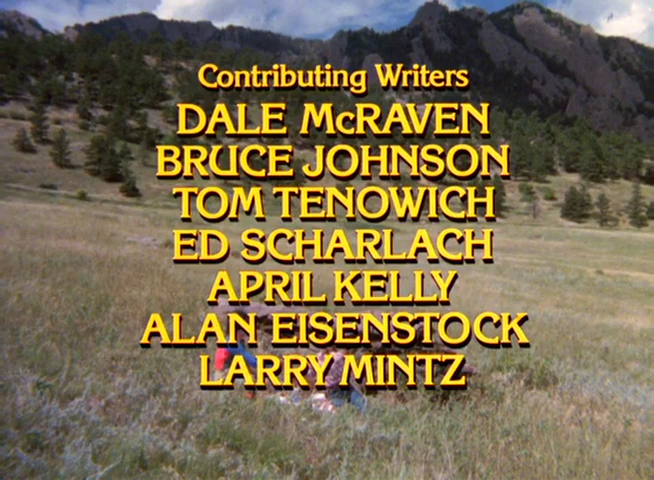 Contributing Writers
DALE McRAVEN
BRUCE JOHNSON
TOM TENOWICH
ED SCHARLACH
APRIL KELLY
ALAN EISENSTOCK
LARRY MINTZ